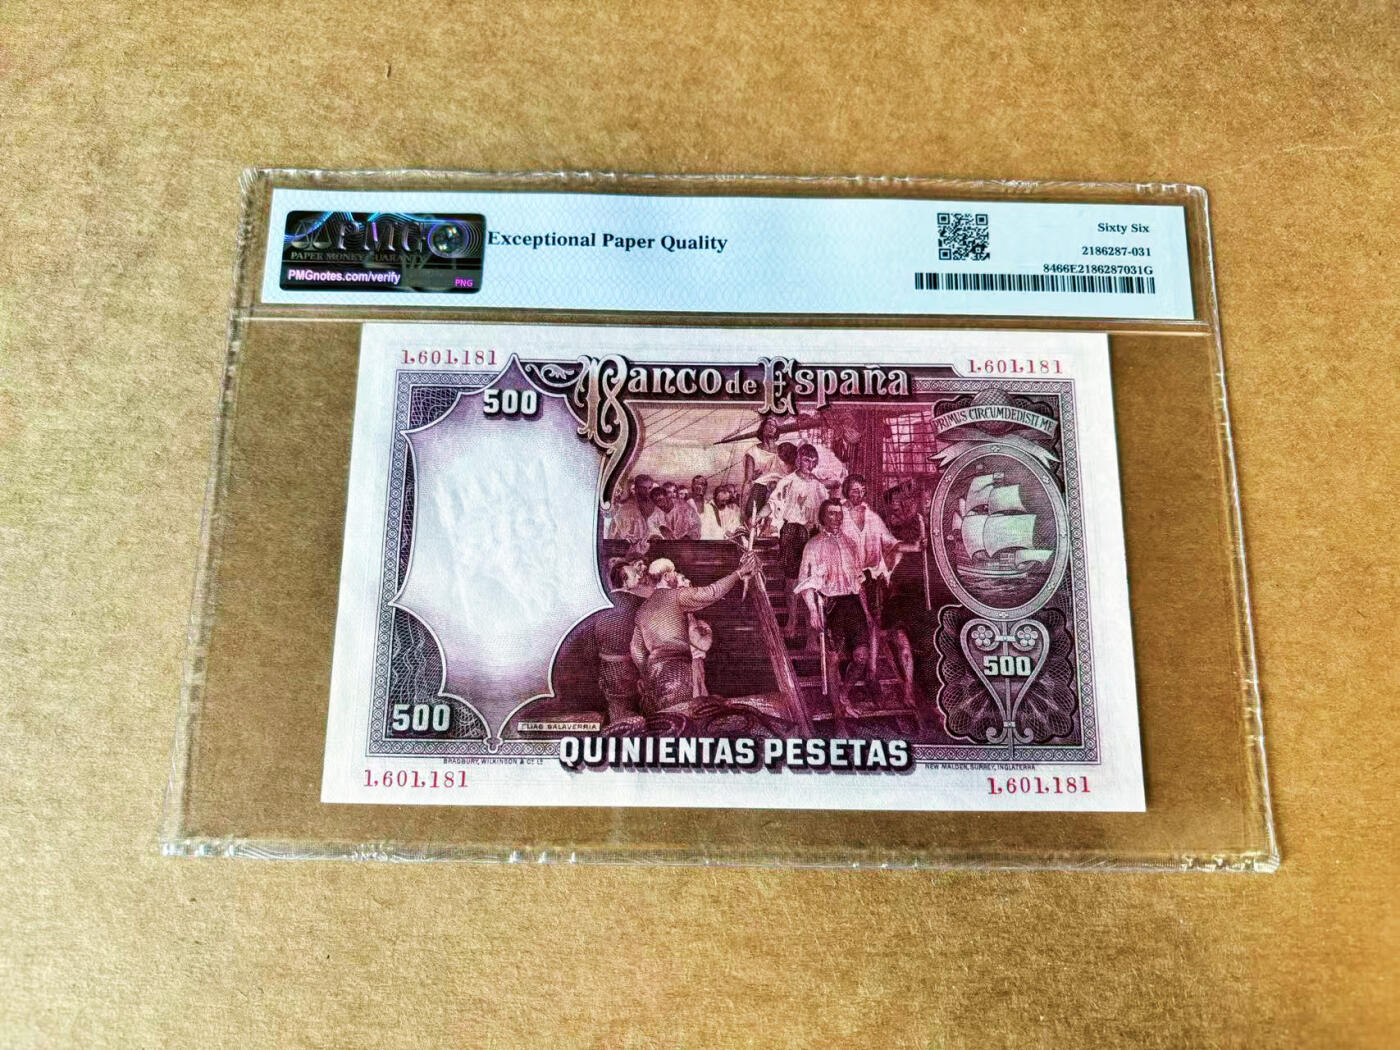 PMG
PAPER MONEY GUARANTY
PMGnotes.com/verify
PNG
Exceptional Paper Quality
Sixty Six
2186287-031
8466E2186287031G
1,601,181
1,601,181
Banco de España
500
PRIMUS CIRCUMDEDISTI ME
500
500
ELIAS SALAVERRIA
QUINIENTAS PESETAS
BRADBURY, WILKINSON & Cº Lᵈ
NEW MALDEN, SURREY, INGLATERRA
1,601,181
1,601,181